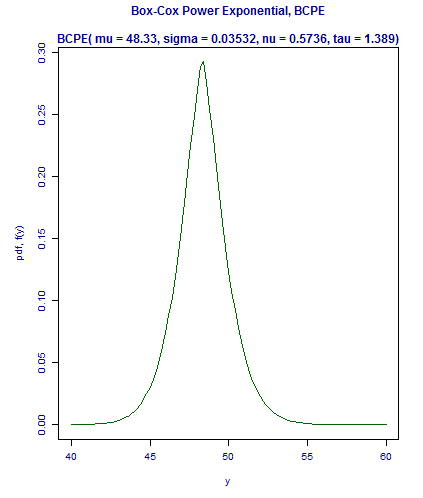 Box-Cox Power Exponential, BCPE
BCPE( mu = 48.33, sigma = 0.03532, nu = 0.5736, tau = 1.389)
0.30
0.25
0.20
0.15
0.10
0.05
0.00
pdf, f(y)
40 45 50 55 60
y